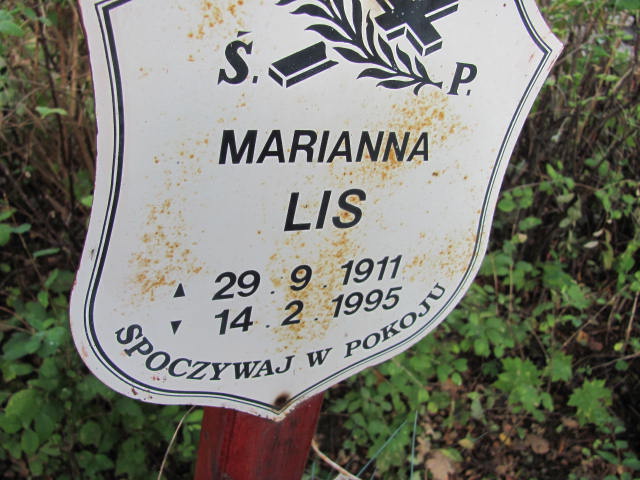 Ś. P.
MARIANNA
LIS
▲ 29.9.1911
▼ 14.2.1995
SPOCZYWAJ W POKOJU